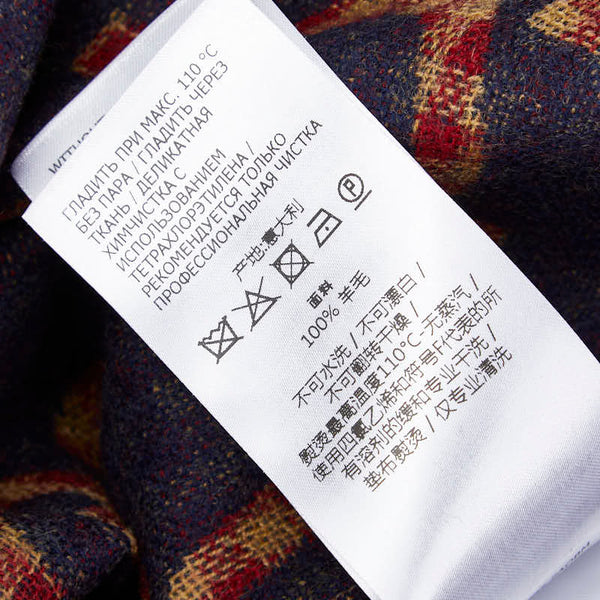 WITHOUT
ГЛАДИТЬ ПРИ МАКС. 110 °C
БЕЗ ПАРА / ГЛАДИТЬ ЧЕРЕЗ
ТКАНЬ / ДЕЛИКАТНАЯ
ХИМЧИСТКА С
ИСПОЛЬЗОВАНИЕМ
ТЕТРАХЛОРЭТИЛЕНА /
РЕКОМЕНДУЕТСЯ ТОЛЬКО
ПРОФЕССИОНАЛЬНАЯ ЧИСТКА
产地:意大利
P
面料
100% 羊毛
不可水洗 / 不可漂白 /
不可翻转干燥 /
熨烫最高温度110°C 无蒸汽 /
使用四氯乙烯和符号F代表的所
有溶剂的缓和专业干洗 /
垫布熨烫 / 仅专业清洗